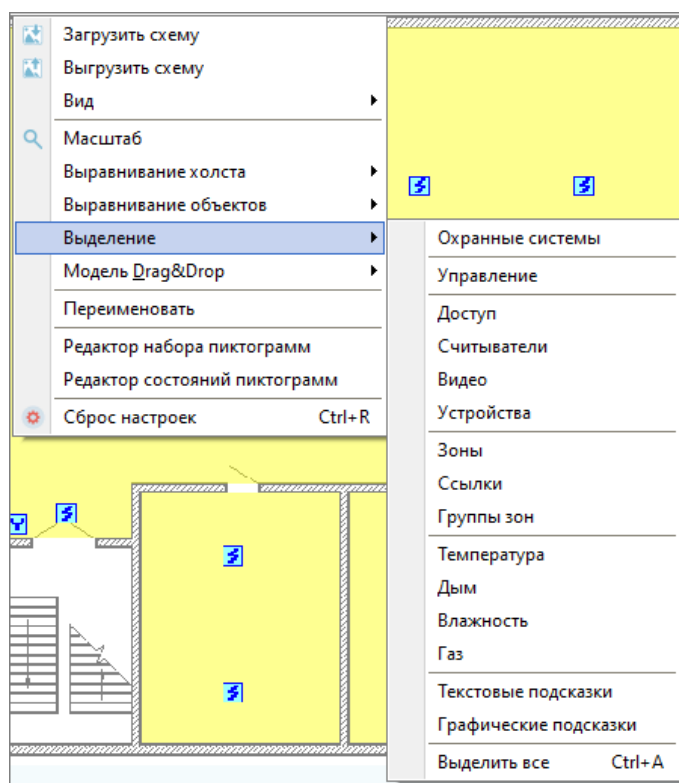 Загрузить схему
Выгрузить схему
Вид
Масштаб
Выравнивание холста
Выравнивание объектов
Выделение
Модель Drag&Drop
Переименовать
Редактор набора пиктограмм
Редактор состояний пиктограмм
Сброс настроек Ctrl+R
Охранные системы
Управление
Доступ
Считыватели
Видео
Устройства
Зоны
Ссылки
Группы зон
Температура
Дым
Влажность
Газ
Текстовые подсказки
Графические подсказки
Выделить все Ctrl+A